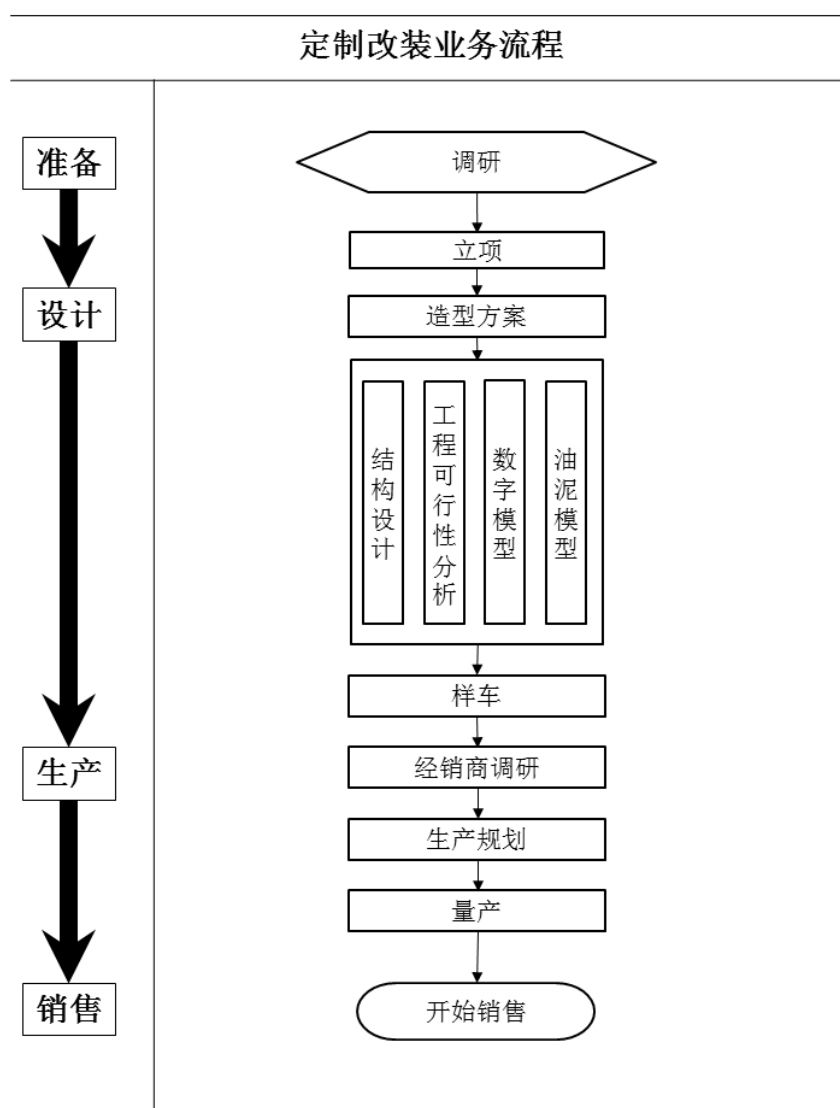 定制改装业务流程
准备
调研
立项
设计
造型方案
结构设计
工程可行性分析
数字模型
油泥模型
样车
生产
经销商调研
生产规划
量产
销售
开始销售